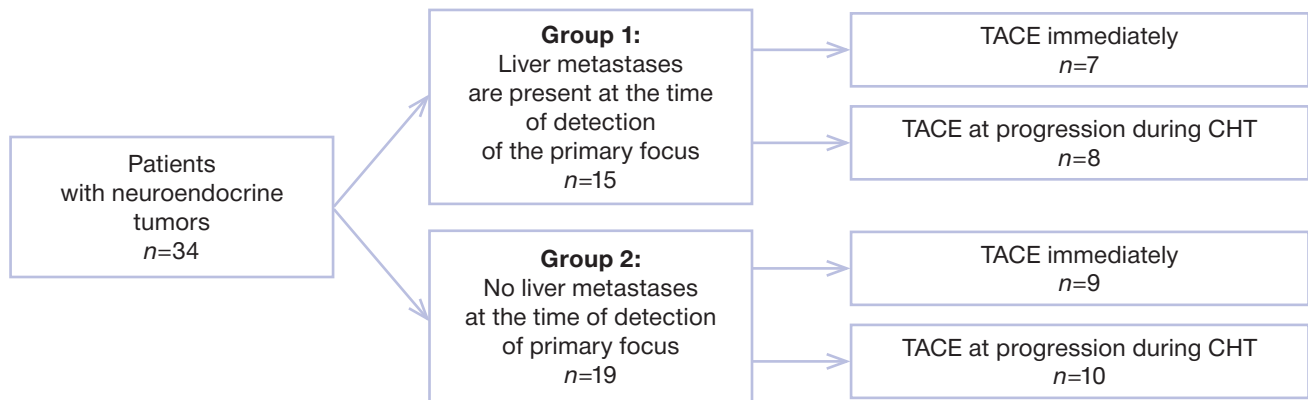 Patients
with neuroendocrine
tumors
n=34
Group 1:
Liver metastases
are present at the time
of detection
of the primary focus
n=15
TACE immediately
n=7
TACE at progression during CHT
n=8
Group 2:
No liver metastases
at the time of detection
of primary focus
n=19
TACE immediately
n=9
TACE at progression during CHT
n=10